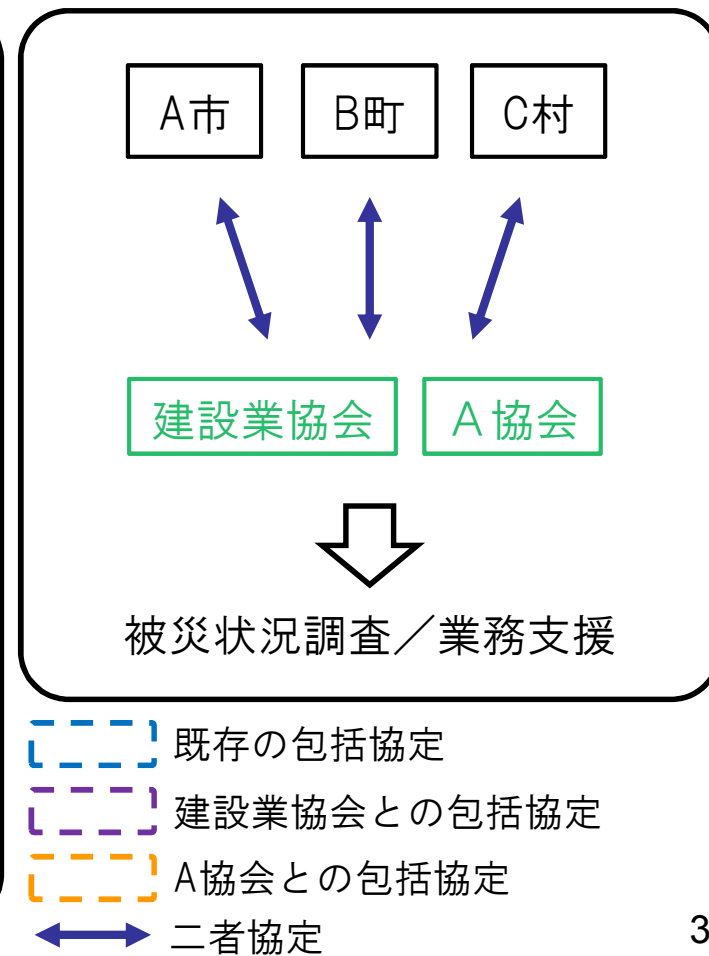 A市 B町 C村
建設業協会 A協会
被災状況調査／業務支援
既存の包括協定
建設業協会との包括協定
A協会との包括協定
二者協定
3